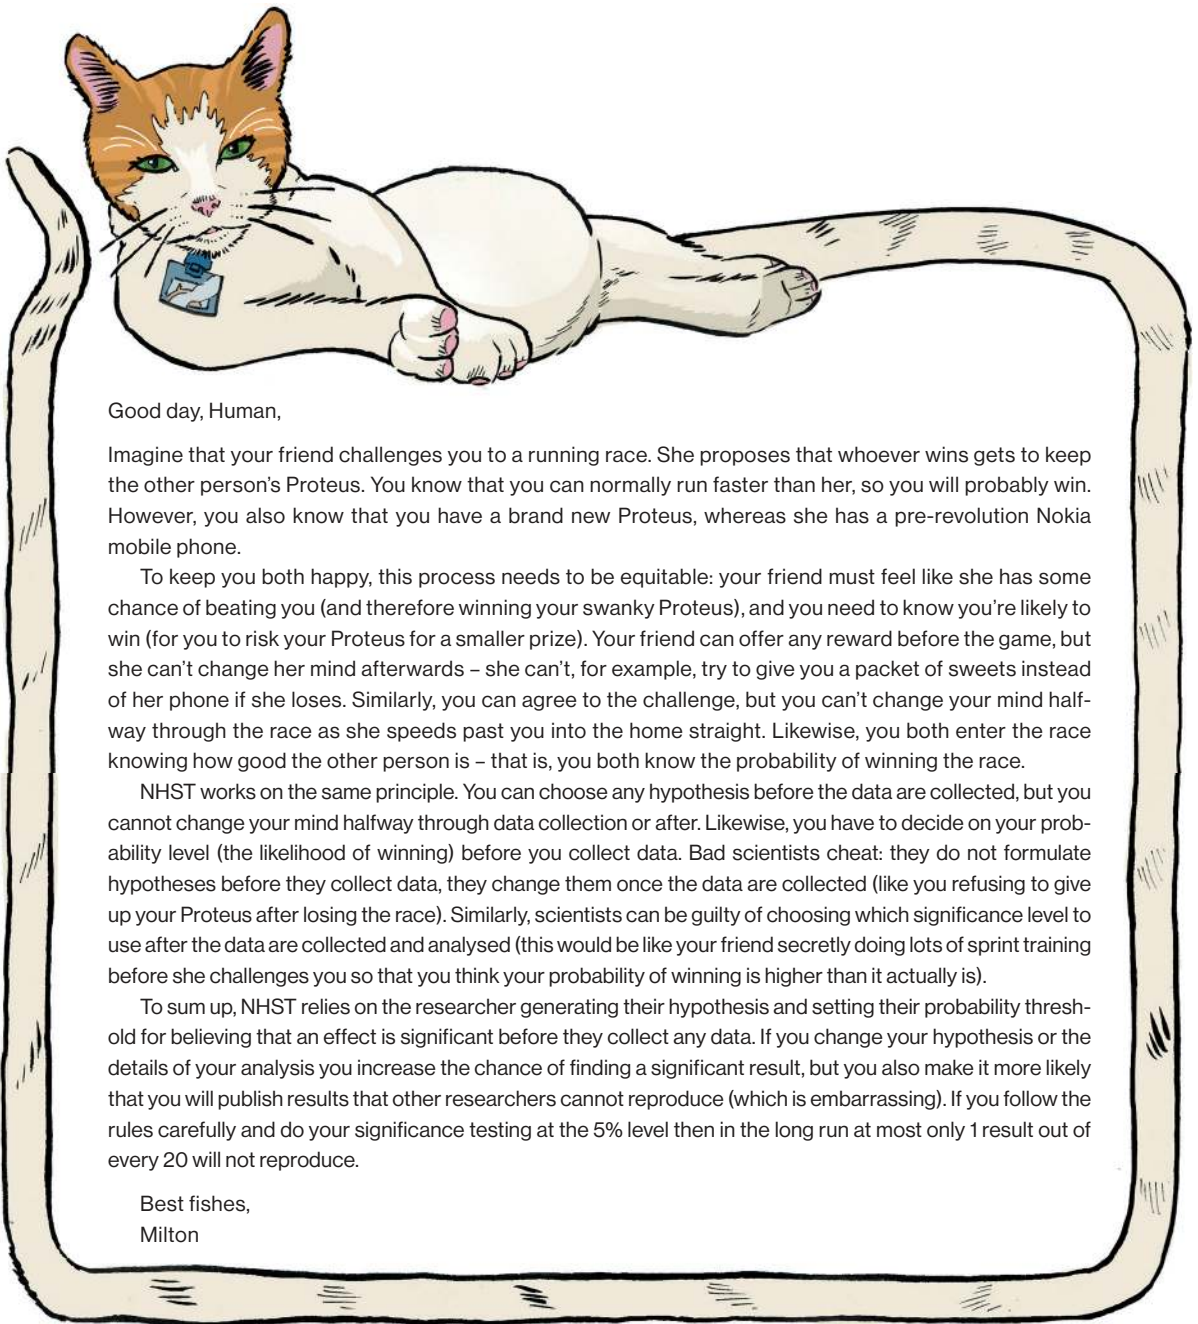 Good day, Human,
Imagine that your friend challenges you to a running race. She proposes that whoever wins gets to keep
the other person's Proteus. You know that you can normally run faster than her, so you will probably win.
However, you also know that you have a brand new Proteus, whereas she has a pre-revolution Nokia
mobile phone.
To keep you both happy, this process needs to be equitable: your friend must feel like she has some
chance of beating you (and therefore winning your swanky Proteus), and you need to know you're likely to
win (for you to risk your Proteus for a smaller prize). Your friend can offer any reward before the game, but
she can't change her mind afterwards – she can't, for example, try to give you a packet of sweets instead
of her phone if she loses. Similarly, you can agree to the challenge, but you can't change your mind half-
way through the race as she speeds past you into the home straight. Likewise, you both enter the race
knowing how good the other person is – that is, you both know the probability of winning the race.
NHST works on the same principle. You can choose any hypothesis before the data are collected, but you
cannot change your mind halfway through data collection or after. Likewise, you have to decide on your prob-
ability level (the likelihood of winning) before you collect data. Bad scientists cheat: they do not formulate
hypotheses before they collect data, they change them once the data are collected (like you refusing to give
up your Proteus after losing the race). Similarly, scientists can be guilty of choosing which significance level to
use after the data are collected and analysed (this would be like your friend secretly doing lots of sprint training
before she challenges you so that you think your probability of winning is higher than it actually is).
To sum up, NHST relies on the researcher generating their hypothesis and setting their probability thresh-
old for believing that an effect is significant before they collect any data. If you change your hypothesis or the
details of your analysis you increase the chance of finding a significant result, but you also make it more likely
that you will publish results that other researchers cannot reproduce (which is embarrassing). If you follow the
rules carefully and do your significance testing at the 5% level then in the long run at most only 1 result out of
every 20 will not reproduce.
Best fishes,
Milton